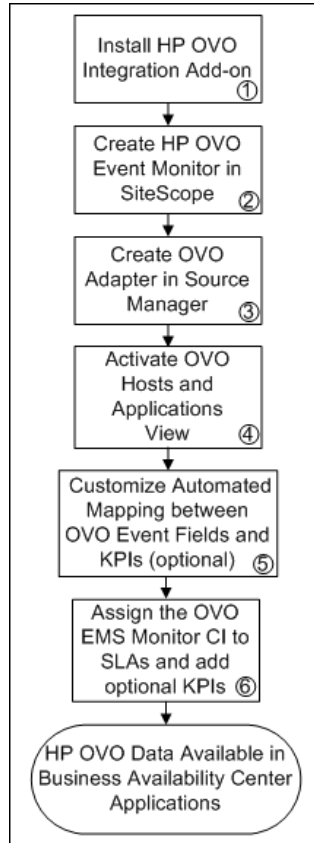 Install HP OVO
Integration Add-on
①
Create HP OVO
Event Monitor in
SiteScope
②
Create OVO
Adapter in Source
Manager
③
Activate OVO
Hosts and
Applications
View
④
Customize Automated
Mapping between
OVO Event Fields and
KPIs (optional)
⑤
Assign the OVO
EMS Monitor CI to
SLAs and add
optional KPIs ⑥
HP OVO Data Available in
Business Availability Center
Applications